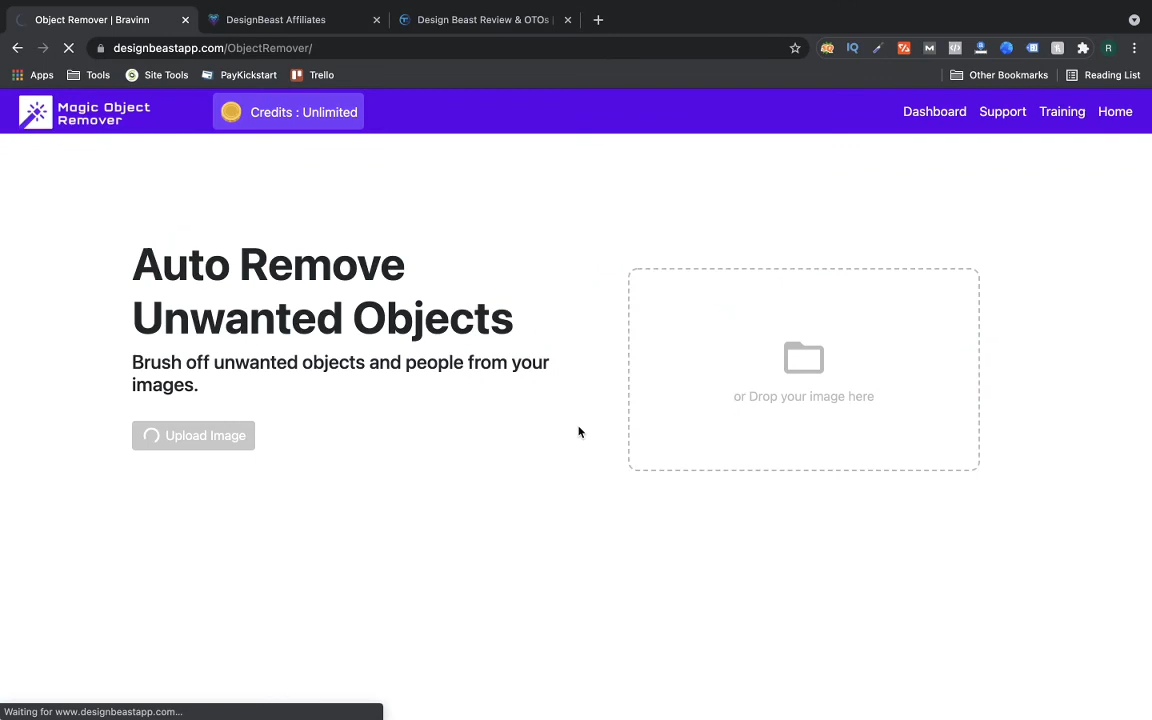 Object Remover | Bravinn
DesignBeast Affiliates
Design Beast Review & OTOs |
designbeastapp.com/ObjectRemover/
IQ
M
R
Apps
Tools
Site Tools
PayKickstart
Trello
Other Bookmarks
Reading List
Magic Object
Remover
Credits : Unlimited
Dashboard
Support
Training
Home
Auto Remove
Unwanted Objects
Brush off unwanted objects and people from your
images.
Upload Image
or Drop your image here
Waiting for www.designbeastapp.com...